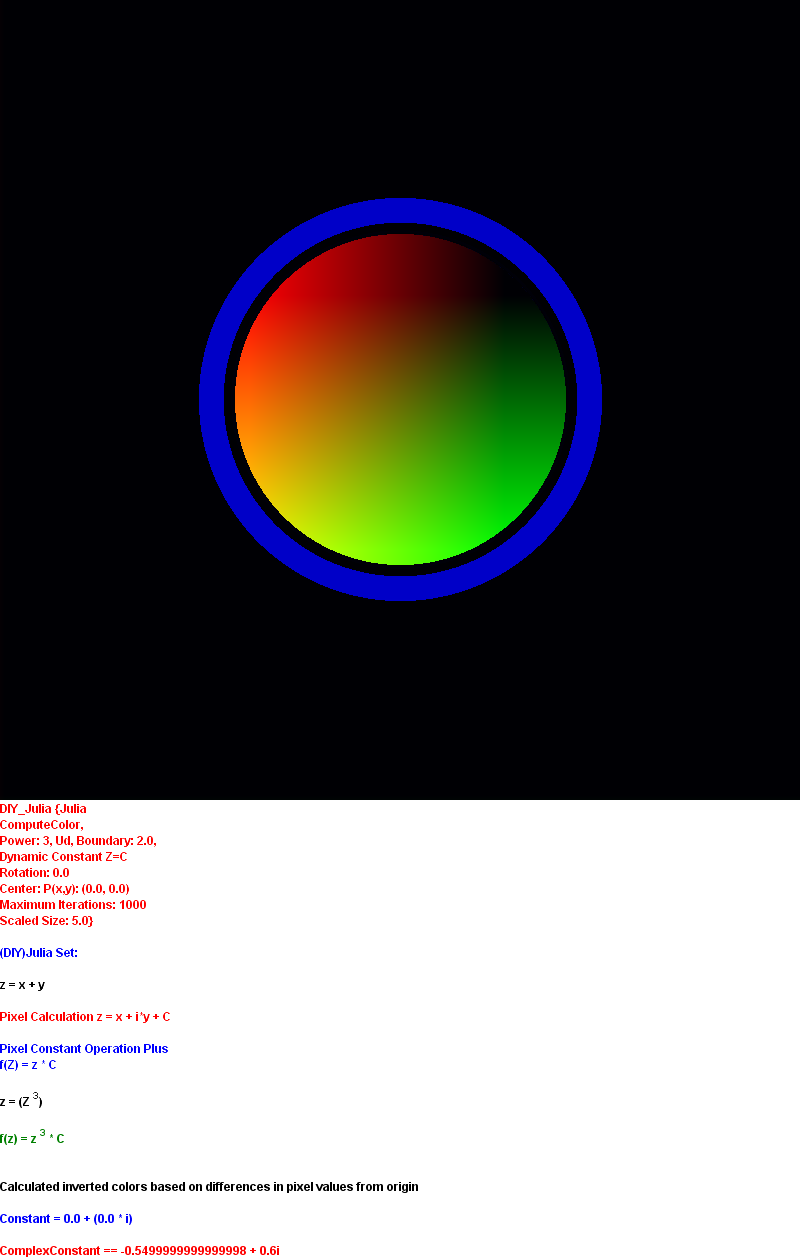 DIY_Julia {Julia
ComputeColor,
Power: 3, Ud, Boundary: 2.0,
Dynamic Constant Z=C
Rotation: 0.0
Center: P(x,y): (0.0, 0.0)
Maximum Iterations: 1000
Scaled Size: 5.0}
(DIY)Julia Set:
z = x + y
Pixel Calculation z = x + i*y + C
Pixel Constant Operation Plus
f(Z) = z * C
z = (Z ³)
f(z) = z ³ * C
Calculated inverted colors based on differences in pixel values from origin
Constant = 0.0 + (0.0 * i)
ComplexConstant == -0.5499999999999998 + 0.6i